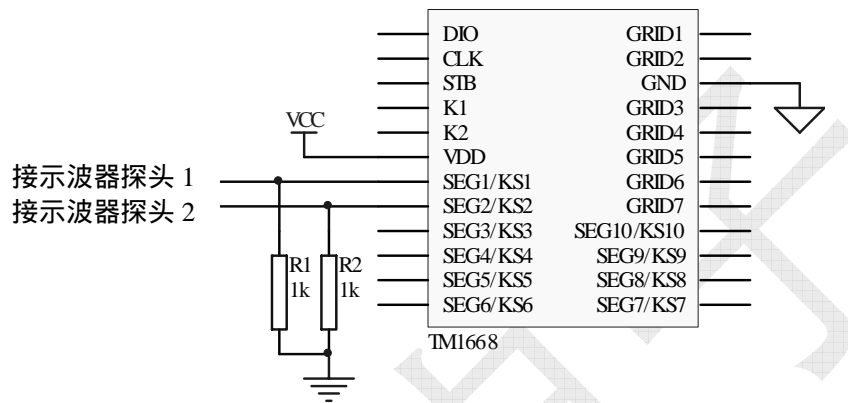 DIO
CLK
STB
K1
K2
VDD
SEG1/KS1
SEG2/KS2
SEG3/KS3
SEG4/KS4
SEG5/KS5
SEG6/KS6
GRID1
GRID2
GND
GRID3
GRID4
GRID5
GRID6
GRID7
SEG10/KS10
SEG9/KS9
SEG8/KS8
SEG7/KS7
TM1668
VCC
接示波器探头 1
接示波器探头 2
R1
1k
R2
1k